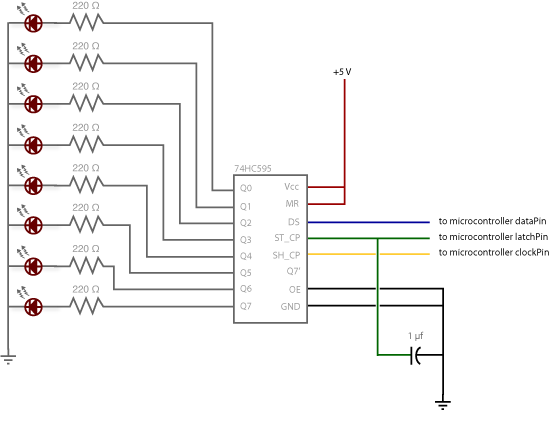 220 Ω
220 Ω
220 Ω
220 Ω
220 Ω
220 Ω
220 Ω
220 Ω
+5 V
74HC595
Q0
Q1
Q2
Q3
Q4
Q5
Q6
Q7
Vcc
MR
DS
ST_CP
SH_CP
Q7'
OE
GND
to microcontroller dataPin
to microcontroller latchPin
to microcontroller clockPin
1 µf